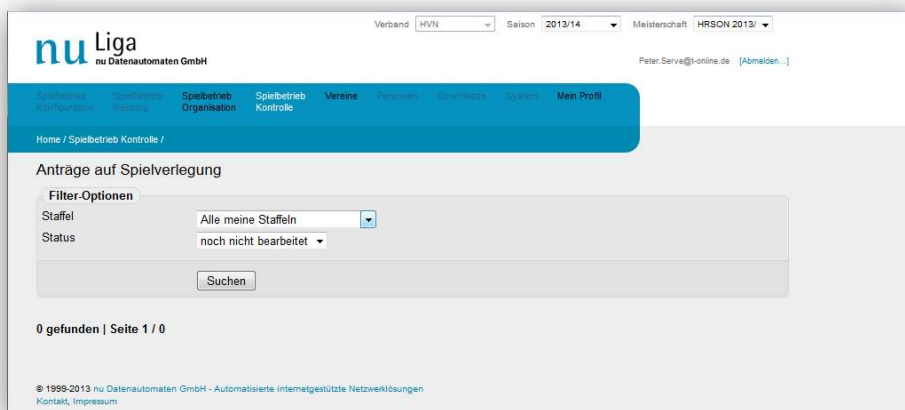 Verband HVN Saison 2013/14 Meisterschaft HRSON 2013/
nu Liga
nu Datenautomaten GmbH
Peter.Serve@t-online.de [Abmelden...]
Spielbetrieb Konfiguration
Spielbetrieb Meldung
Spielbetrieb Organisation
Spielbetrieb Kontrolle
Vereine
Personen
Downloads
System
Mein Profil
Home / Spielbetrieb Kontrolle /
Anträge auf Spielverlegung
Filter-Optionen
Staffel Alle meine Staffeln
Status noch nicht bearbeitet
Suchen
0 gefunden | Seite 1 / 0
© 1999-2013 nu Datenautomaten GmbH - Automatisierte internetgestützte Netzwerklösungen
Kontakt, Impressum